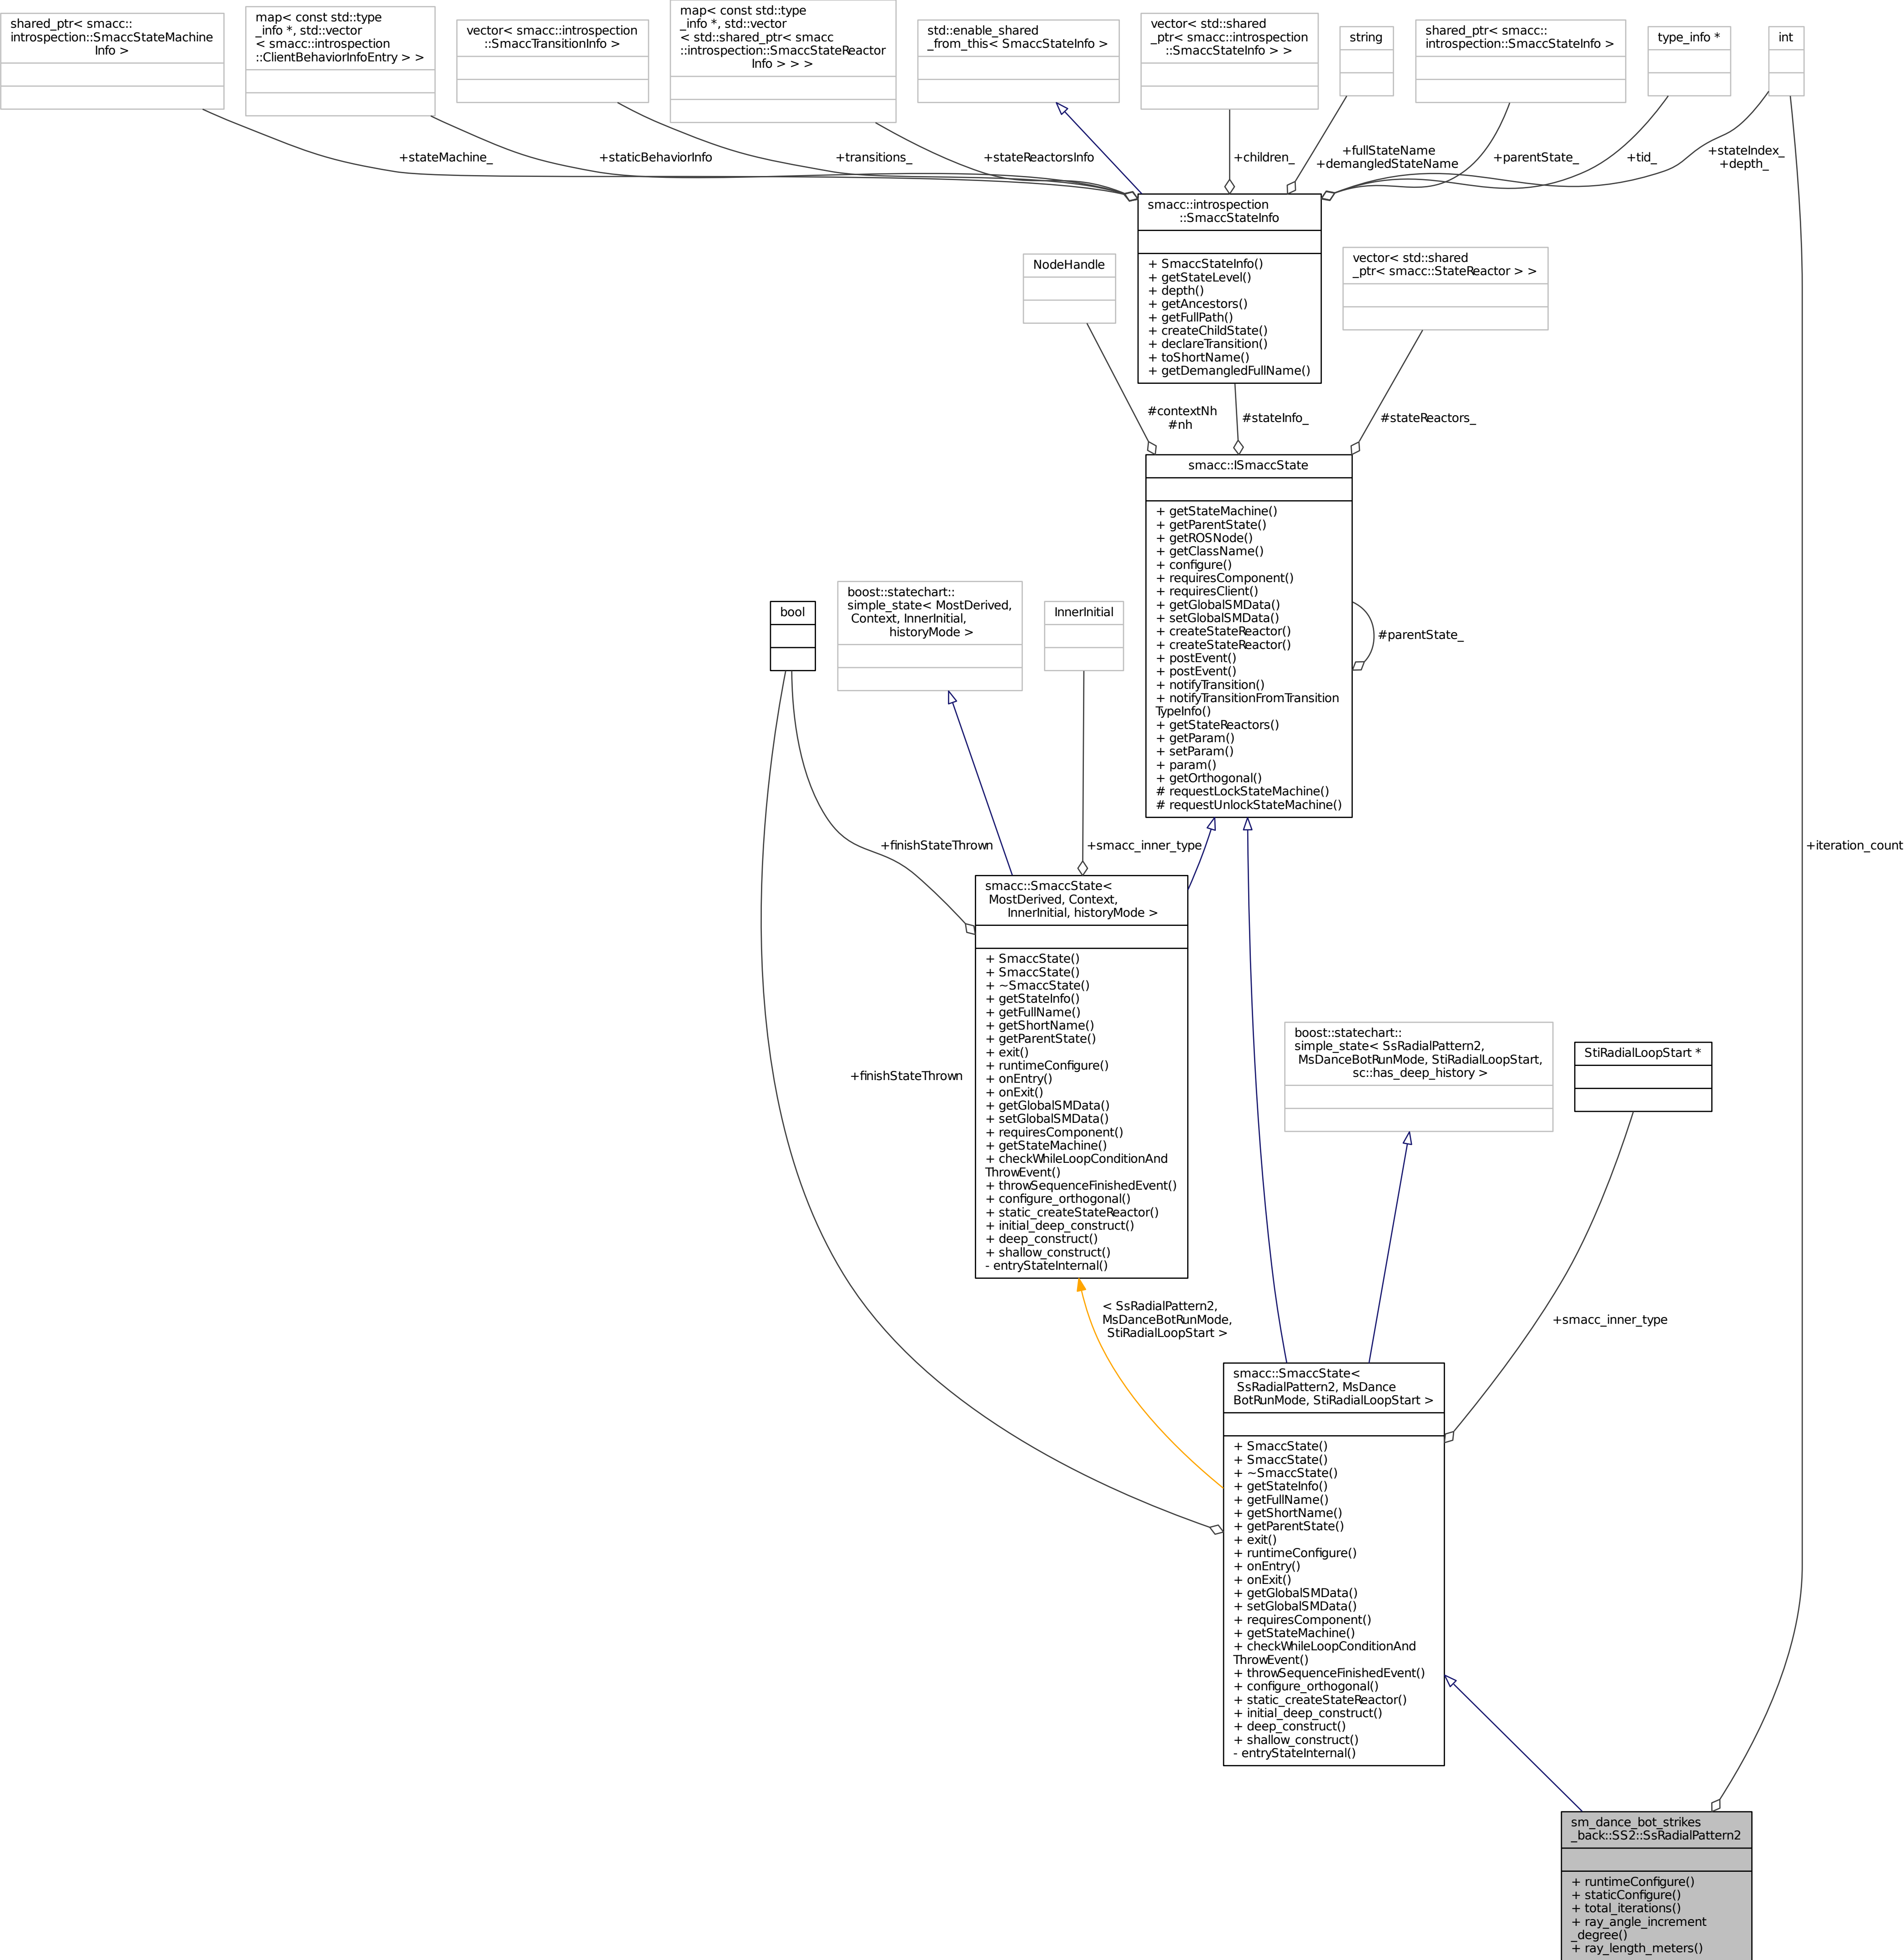 shared_ptr< smacc::
introspection::SmaccStateMachine
Info >
map< const std::type
_info *, std::vector
< smacc::introspection
::ClientBehaviorInfoEntry > >
vector< smacc::introspection
::SmaccTransitionInfo >
map< const std::type
_info *, std::vector
< std::shared_ptr< smacc
::introspection::SmaccStateReactor
Info > > >
std::enable_shared
_from_this< SmaccStateInfo >
vector< std::shared
_ptr< smacc::introspection
::SmaccStateInfo > >
string
shared_ptr< smacc::
introspection::SmaccStateInfo >
type_info *
int
+stateMachine_
+staticBehaviorInfo
+transitions_
+stateReactorsInfo
+children_
+fullStateName
+demangledStateName
+parentState_
+tid_
+stateIndex_
+depth_
smacc::introspection
::SmaccStateInfo
+ SmaccStateInfo()
+ getStateLevel()
+ depth()
+ getAncestors()
+ getFullPath()
+ createChildState()
+ declareTransition()
+ toShortName()
+ getDemangledFullName()
NodeHandle
vector< std::shared
_ptr< smacc::StateReactor > >
#contextNh
#nh
#stateInfo_
#stateReactors_
smacc::ISmaccState
+ getStateMachine()
+ getParentState()
+ getROSNode()
+ getClassName()
+ configure()
+ requiresComponent()
+ requiresClient()
+ getGlobalSMData()
+ setGlobalSMData()
+ createStateReactor()
+ createStateReactor()
+ postEvent()
+ postEvent()
+ notifyTransition()
+ notifyTransitionFromTransition
TypeInfo()
+ getStateReactors()
+ getParam()
+ setParam()
+ param()
+ getOrthogonal()
# requestLockStateMachine()
# requestUnlockStateMachine()
#parentState_
bool
boost::statechart::
simple_state< MostDerived,
Context, InnerInitial,
historyMode >
InnerInitial
+finishStateThrown
+smacc_inner_type
+iteration_count
smacc::SmaccState<
MostDerived, Context,
InnerInitial, historyMode >
+ SmaccState()
+ SmaccState()
+ ~SmaccState()
+ getStateInfo()
+ getFullName()
+ getShortName()
+ getParentState()
+ exit()
+ runtimeConfigure()
+ onEntry()
+ onExit()
+ getGlobalSMData()
+ setGlobalSMData()
+ requiresComponent()
+ getStateMachine()
+ checkWhileLoopConditionAnd
ThrowEvent()
+ throwSequenceFinishedEvent()
+ configure_orthogonal()
+ static_createStateReactor()
+ initial_deep_construct()
+ deep_construct()
+ shallow_construct()
- entryStateInternal()
+finishStateThrown
boost::statechart::
simple_state< SsRadialPattern2,
MsDanceBotRunMode, StiRadialLoopStart,
sc::has_deep_history >
StiRadialLoopStart *
< SsRadialPattern2,
MsDanceBotRunMode,
StiRadialLoopStart >
+smacc_inner_type
smacc::SmaccState<
SsRadialPattern2, MsDance
BotRunMode, StiRadialLoopStart >
+ SmaccState()
+ SmaccState()
+ ~SmaccState()
+ getStateInfo()
+ getFullName()
+ getShortName()
+ getParentState()
+ exit()
+ runtimeConfigure()
+ onEntry()
+ onExit()
+ getGlobalSMData()
+ setGlobalSMData()
+ requiresComponent()
+ getStateMachine()
+ checkWhileLoopConditionAnd
ThrowEvent()
+ throwSequenceFinishedEvent()
+ configure_orthogonal()
+ static_createStateReactor()
+ initial_deep_construct()
+ deep_construct()
+ shallow_construct()
- entryStateInternal()
sm_dance_bot_strikes
_back::SS2::SsRadialPattern2
+ runtimeConfigure()
+ staticConfigure()
+ total_iterations()
+ ray_angle_increment
_degree()
+ ray_length_meters()